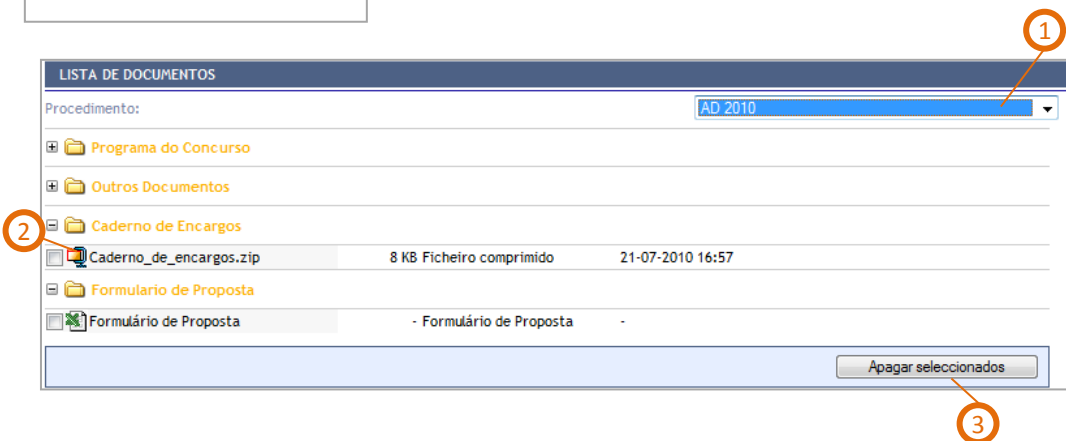 1
LISTA DE DOCUMENTOS
Procedimento: AD 2010
Programa do Concurso
Outros Documentos
2
Caderno de Encargos
Caderno_de_encargos.zip 8 KB Ficheiro comprimido 21-07-2010 16:57
Formulario de Proposta
Formulário de Proposta - Formulário de Proposta -
Apagar seleccionados
3